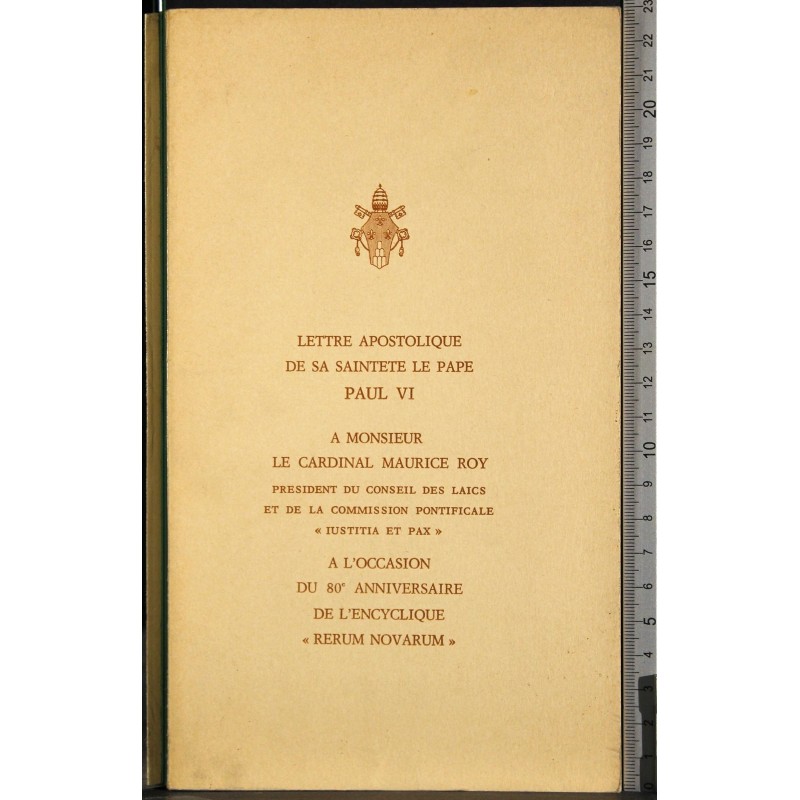 LETTRE APOSTOLIQUE
DE SA SAINTETE LE PAPE
PAUL VI
A MONSIEUR
LE CARDINAL MAURICE ROY
PRESIDENT DU CONSEIL DES LAICS
ET DE LA COMMISSION PONTIFICALE
« IUSTITIA ET PAX »
A L'OCCASION
DU 80e ANNIVERSAIRE
DE L'ENCYCLIQUE
« RERUM NOVARUM »
23
22
21
20
19
18
17
16
15
14
13
12
11
10
9
8
7
6
5
4
3
2
1
0